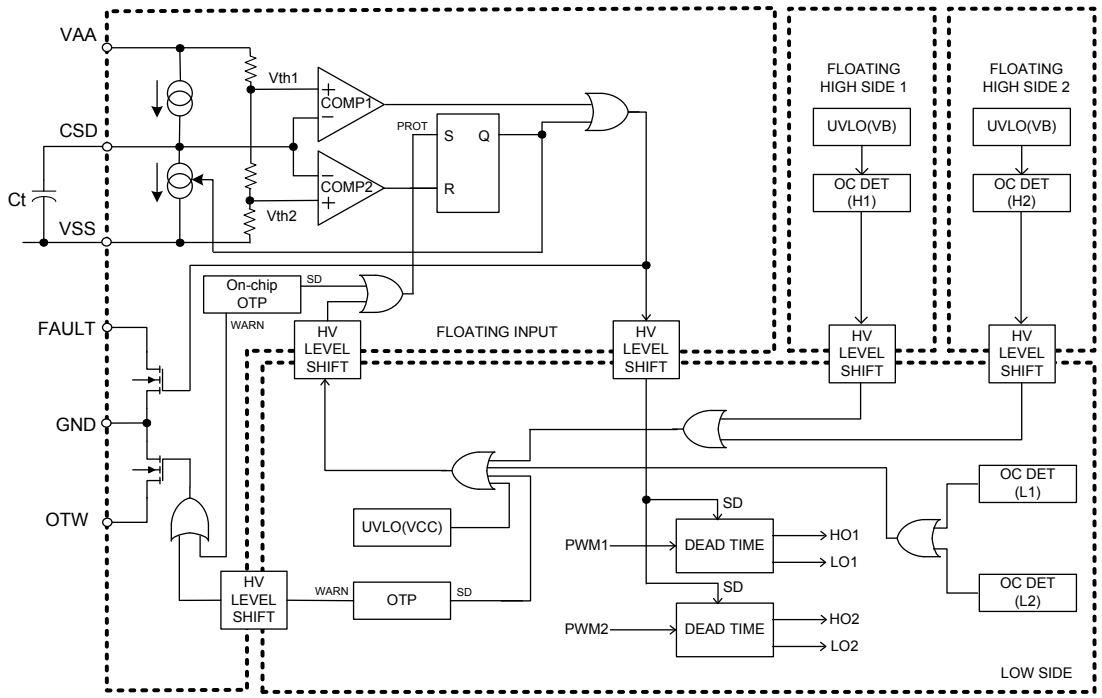 VAA
Vth1
COMP1
+
−
CSD
Ct
−
COMP2
+
Vth2
VSS
PROT
S
Q
R
FLOATING
HIGH SIDE 1
UVLO(VB)
OC DET
(H1)
FLOATING
HIGH SIDE 2
UVLO(VB)
OC DET
(H2)
On-chip
OTP
SD
WARN
FAULT
GND
OTW
HV
LEVEL
SHIFT
FLOATING INPUT
HV
LEVEL
SHIFT
HV
LEVEL
SHIFT
HV
LEVEL
SHIFT
UVLO(VCC)
HV
LEVEL
SHIFT
WARN
OTP
SD
SD
PWM1
DEAD TIME
HO1
LO1
SD
PWM2
DEAD TIME
HO2
LO2
OC DET
(L1)
OC DET
(L2)
LOW SIDE